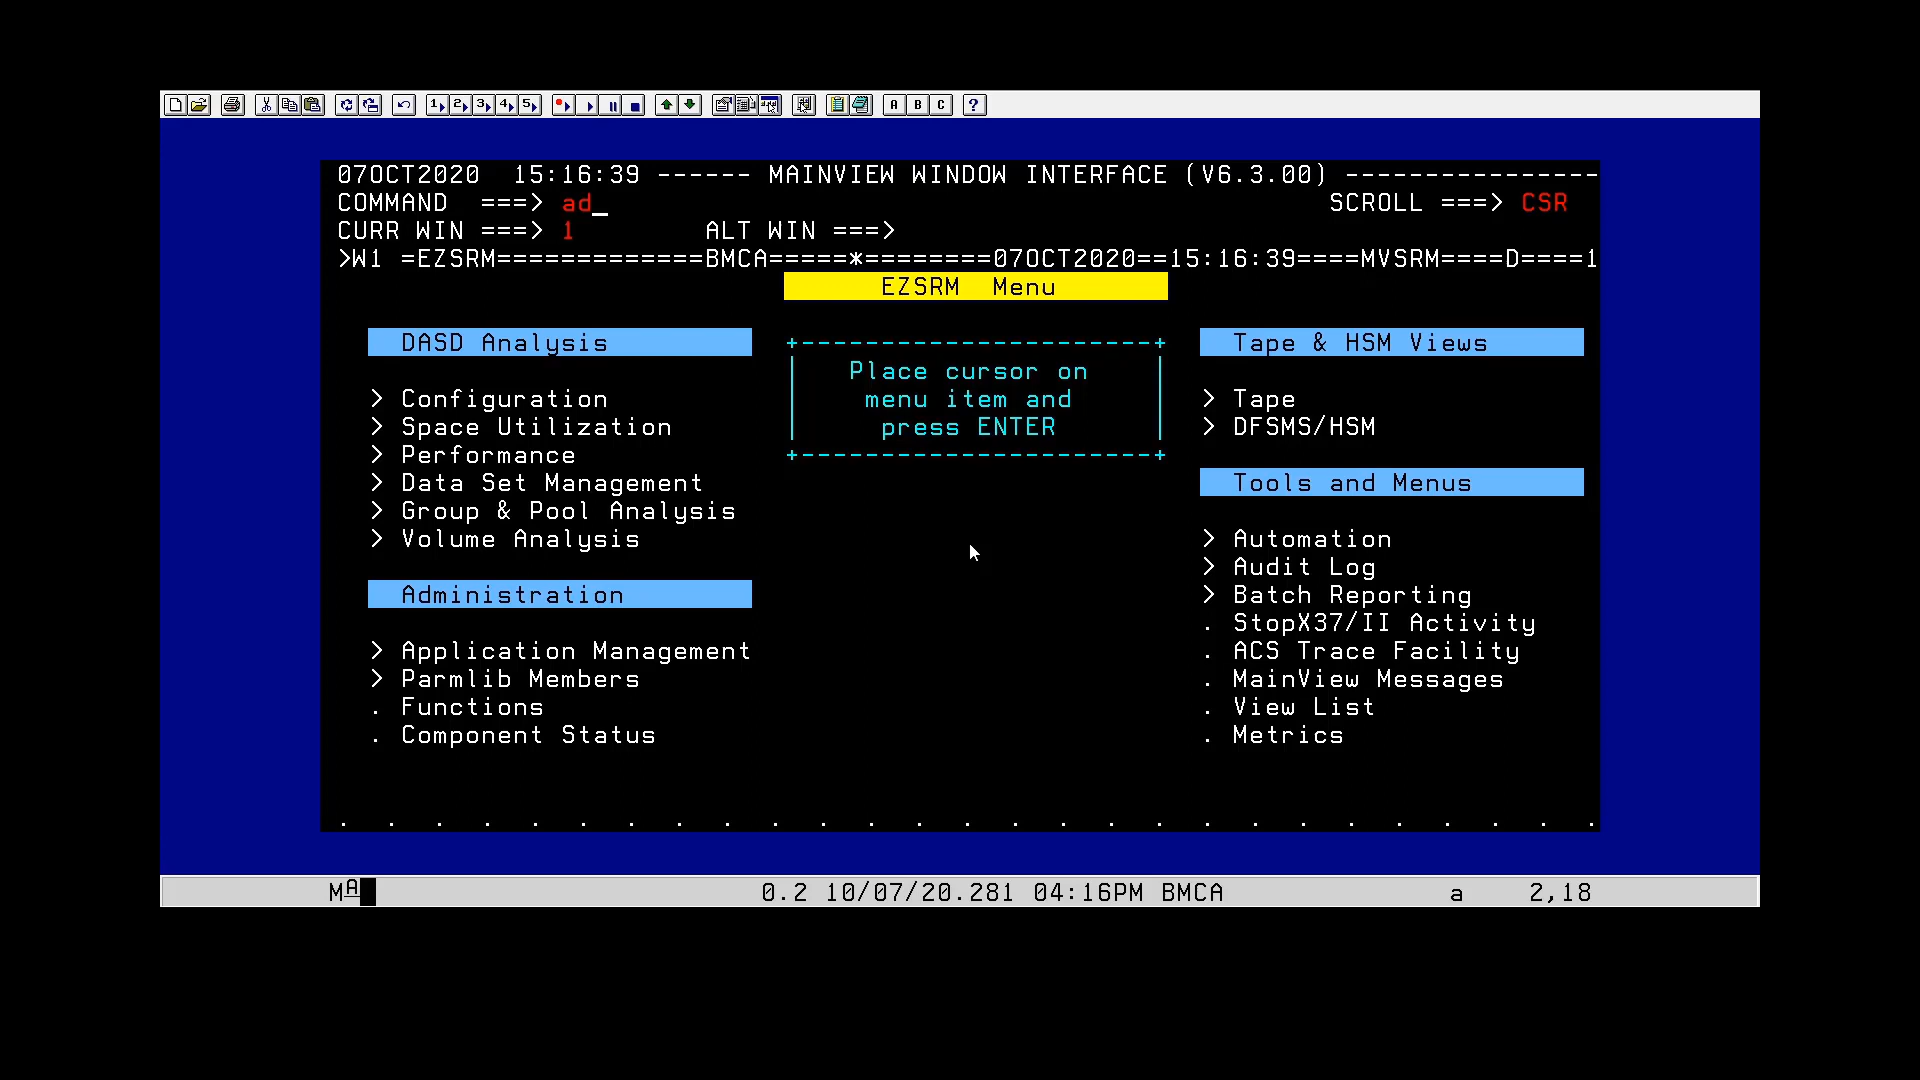 1 2 3 4 5 A B C ?
07OCT2020  15:16:39 ------ MAINVIEW WINDOW INTERFACE (V6.3.00) ----------------
COMMAND  ===> ad_                                             SCROLL ===> CSR
CURR WIN ===> 1        ALT WIN ===>
>W1 =EZSRM=============BMCA=====*========07OCT2020==15:16:39====MVSRM====D====1
EZSRM  Menu
DASD Analysis   +-----------------------+   Tape & HSM Views
Place cursor on
> Configuration   menu item and   > Tape
> Space Utilization   press ENTER   > DFSMS/HSM
> Performance   +-----------------------+
> Data Set Management   Tools and Menus
> Group & Pool Analysis
> Volume Analysis   > Automation
> Audit Log
Administration   > Batch Reporting
. StopX37/II Activity
> Application Management   . ACS Trace Facility
> Parmlib Members   . MainView Messages
. Functions   . View List
. Component Status   . Metrics
. . . . . . . . . . . . . . . . . . . . . . . . . . .
MA   0.2 10/07/20.281 04:16PM BMCA   a   2,18